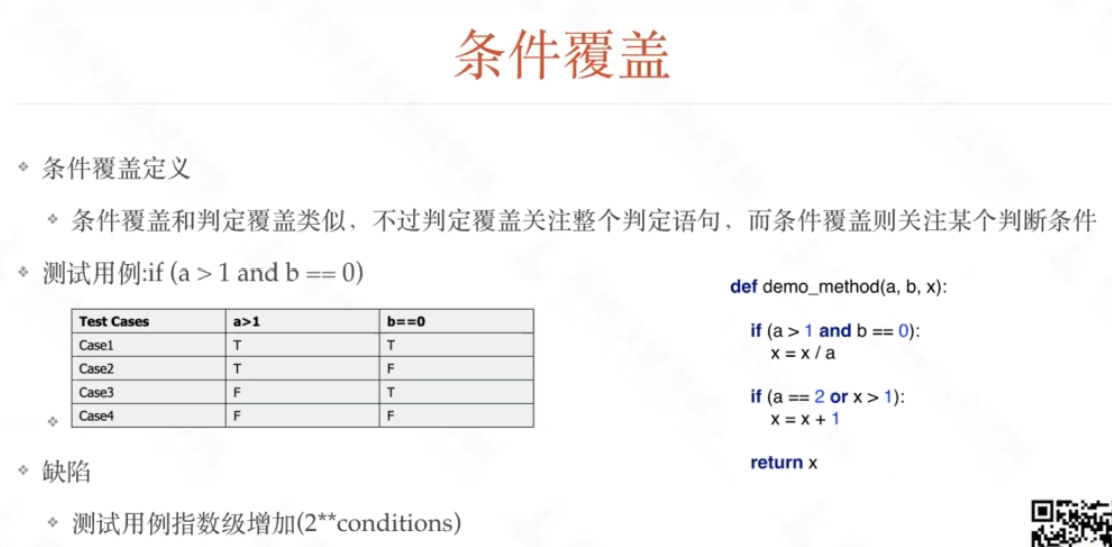 条件覆盖
条件覆盖定义
条件覆盖和判定覆盖类似，不过判定覆盖关注整个判定语句，而条件覆盖则关注某个判断条件
测试用例:if (a > 1 and b == 0)
Test Cases a>1 b==0
Case1 T T
Case2 T F
Case3 F T
Case4 F F
缺陷
测试用例指数级增加(2**conditions)
def demo_method(a, b, x):
if (a > 1 and b == 0):
x = x / a
if (a == 2 or x > 1):
x = x + 1
return x